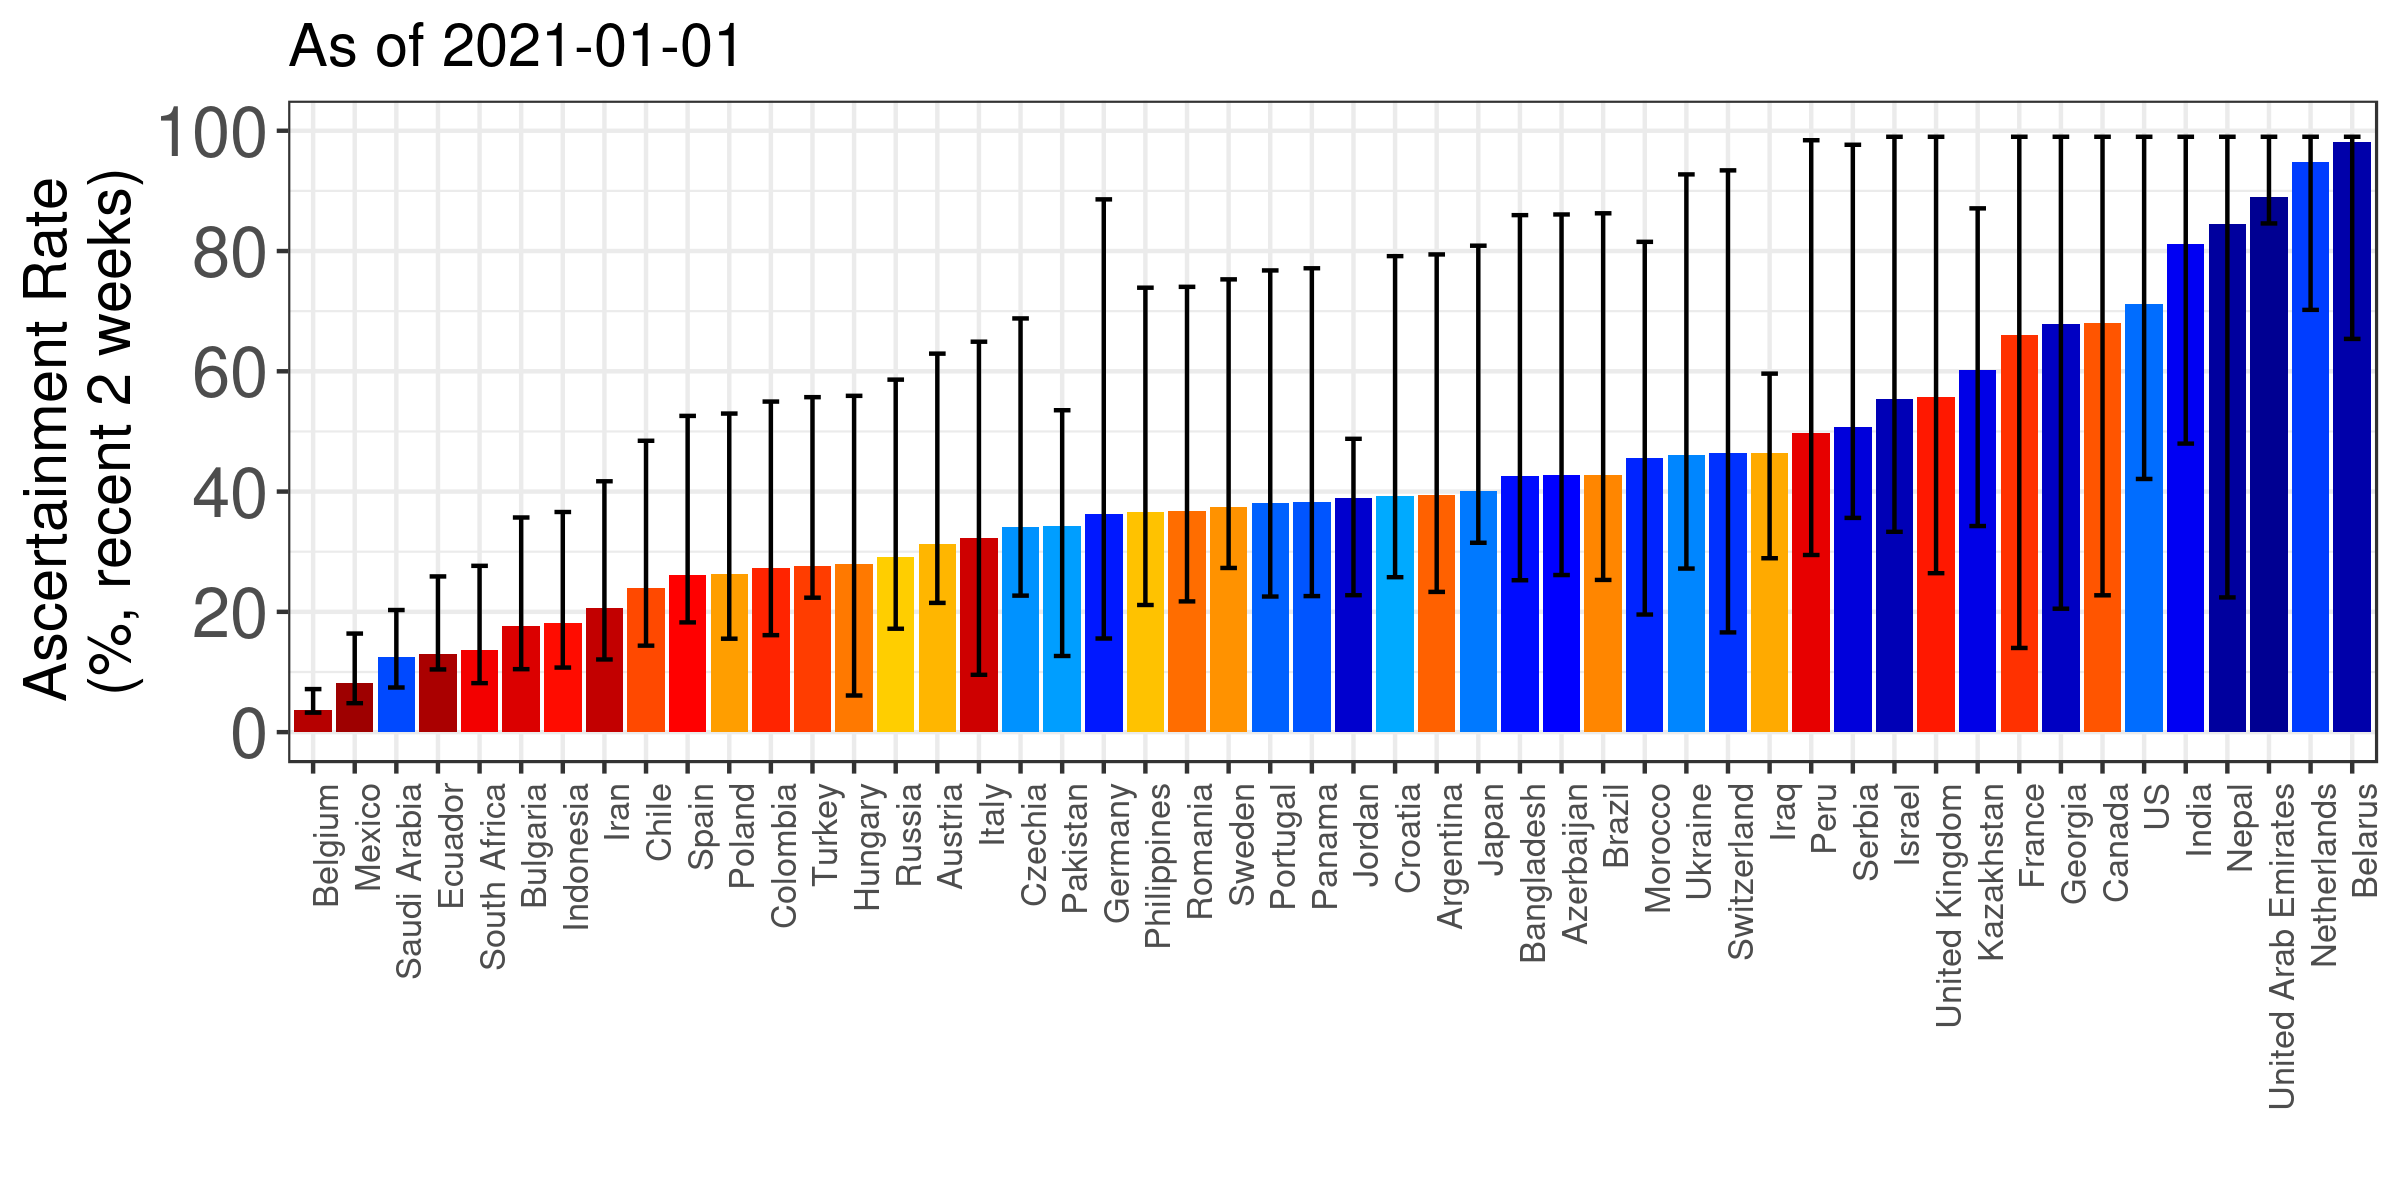 As of 2021-01-01
Ascertainment Rate
(%, recent 2 weeks)
100
80
60
40
20
0
Belgium
Mexico
Saudi Arabia
Ecuador
South Africa
Bulgaria
Indonesia
Iran
Chile
Spain
Poland
Colombia
Turkey
Hungary
Russia
Austria
Italy
Czechia
Pakistan
Germany
Philippines
Romania
Sweden
Portugal
Panama
Jordan
Croatia
Argentina
Japan
Bangladesh
Azerbaijan
Brazil
Morocco
Ukraine
Switzerland
Iraq
Peru
Serbia
Israel
United Kingdom
Kazakhstan
France
Georgia
Canada
US
India
Nepal
United Arab Emirates
Netherlands
Belarus